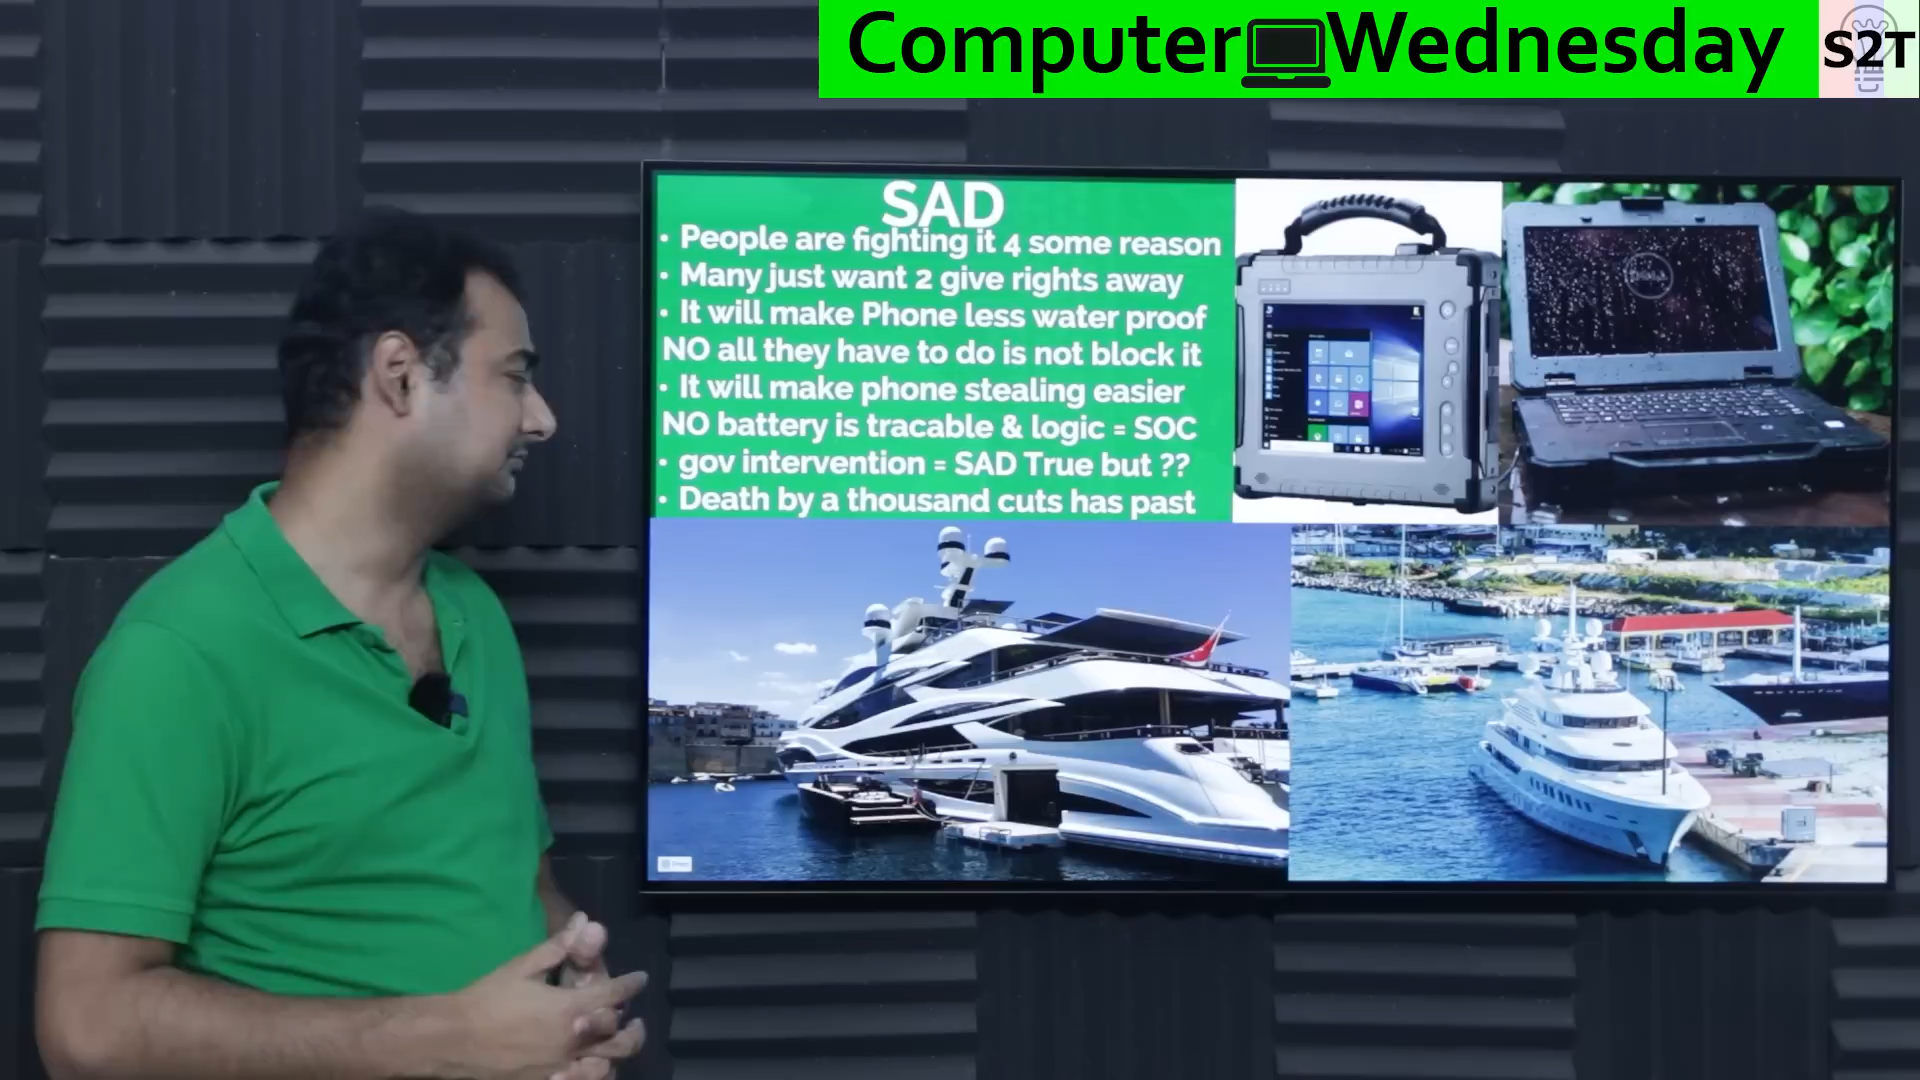 Computer Wednesday
S2T
SAD
• People are fighting it 4 some reason
• Many just want 2 give rights away
• It will make Phone less water proof
NO all they have to do is not block it
• It will make phone stealing easier
NO battery is tracable & logic = SOC
• gov intervention = SAD True but ??
• Death by a thousand cuts has past
DELL